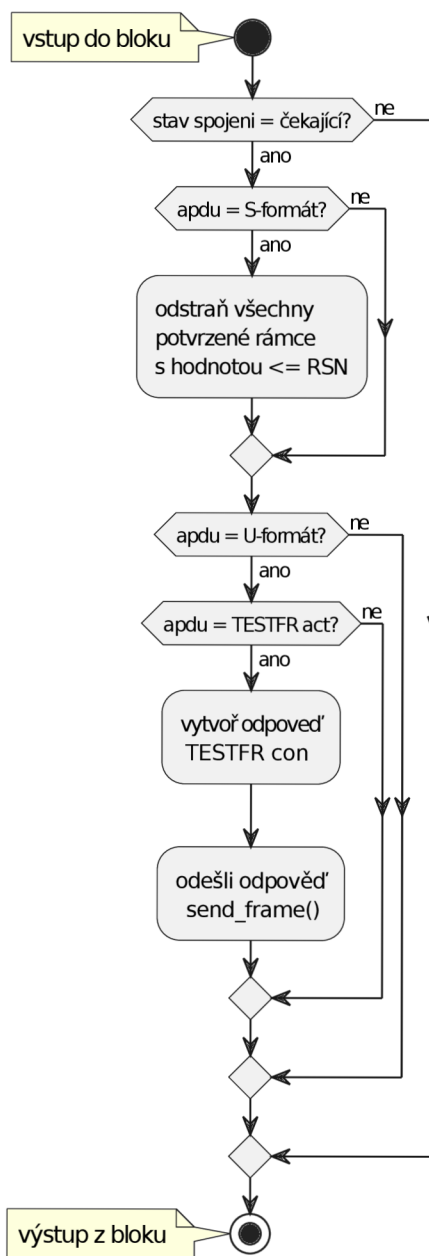 vstup do bloku
stav spojeni = čekající?
ne
ano
apdu = S-formát?
ne
ano
odstraň všechny
potvrzené rámce
s hodnotou <= RSN
apdu = U-formát?
ne
ano
apdu = TESTFR act?
ne
ano
vytvoř odpoveď
TESTFR con
odešli odpověď
send_frame()
výstup z bloku